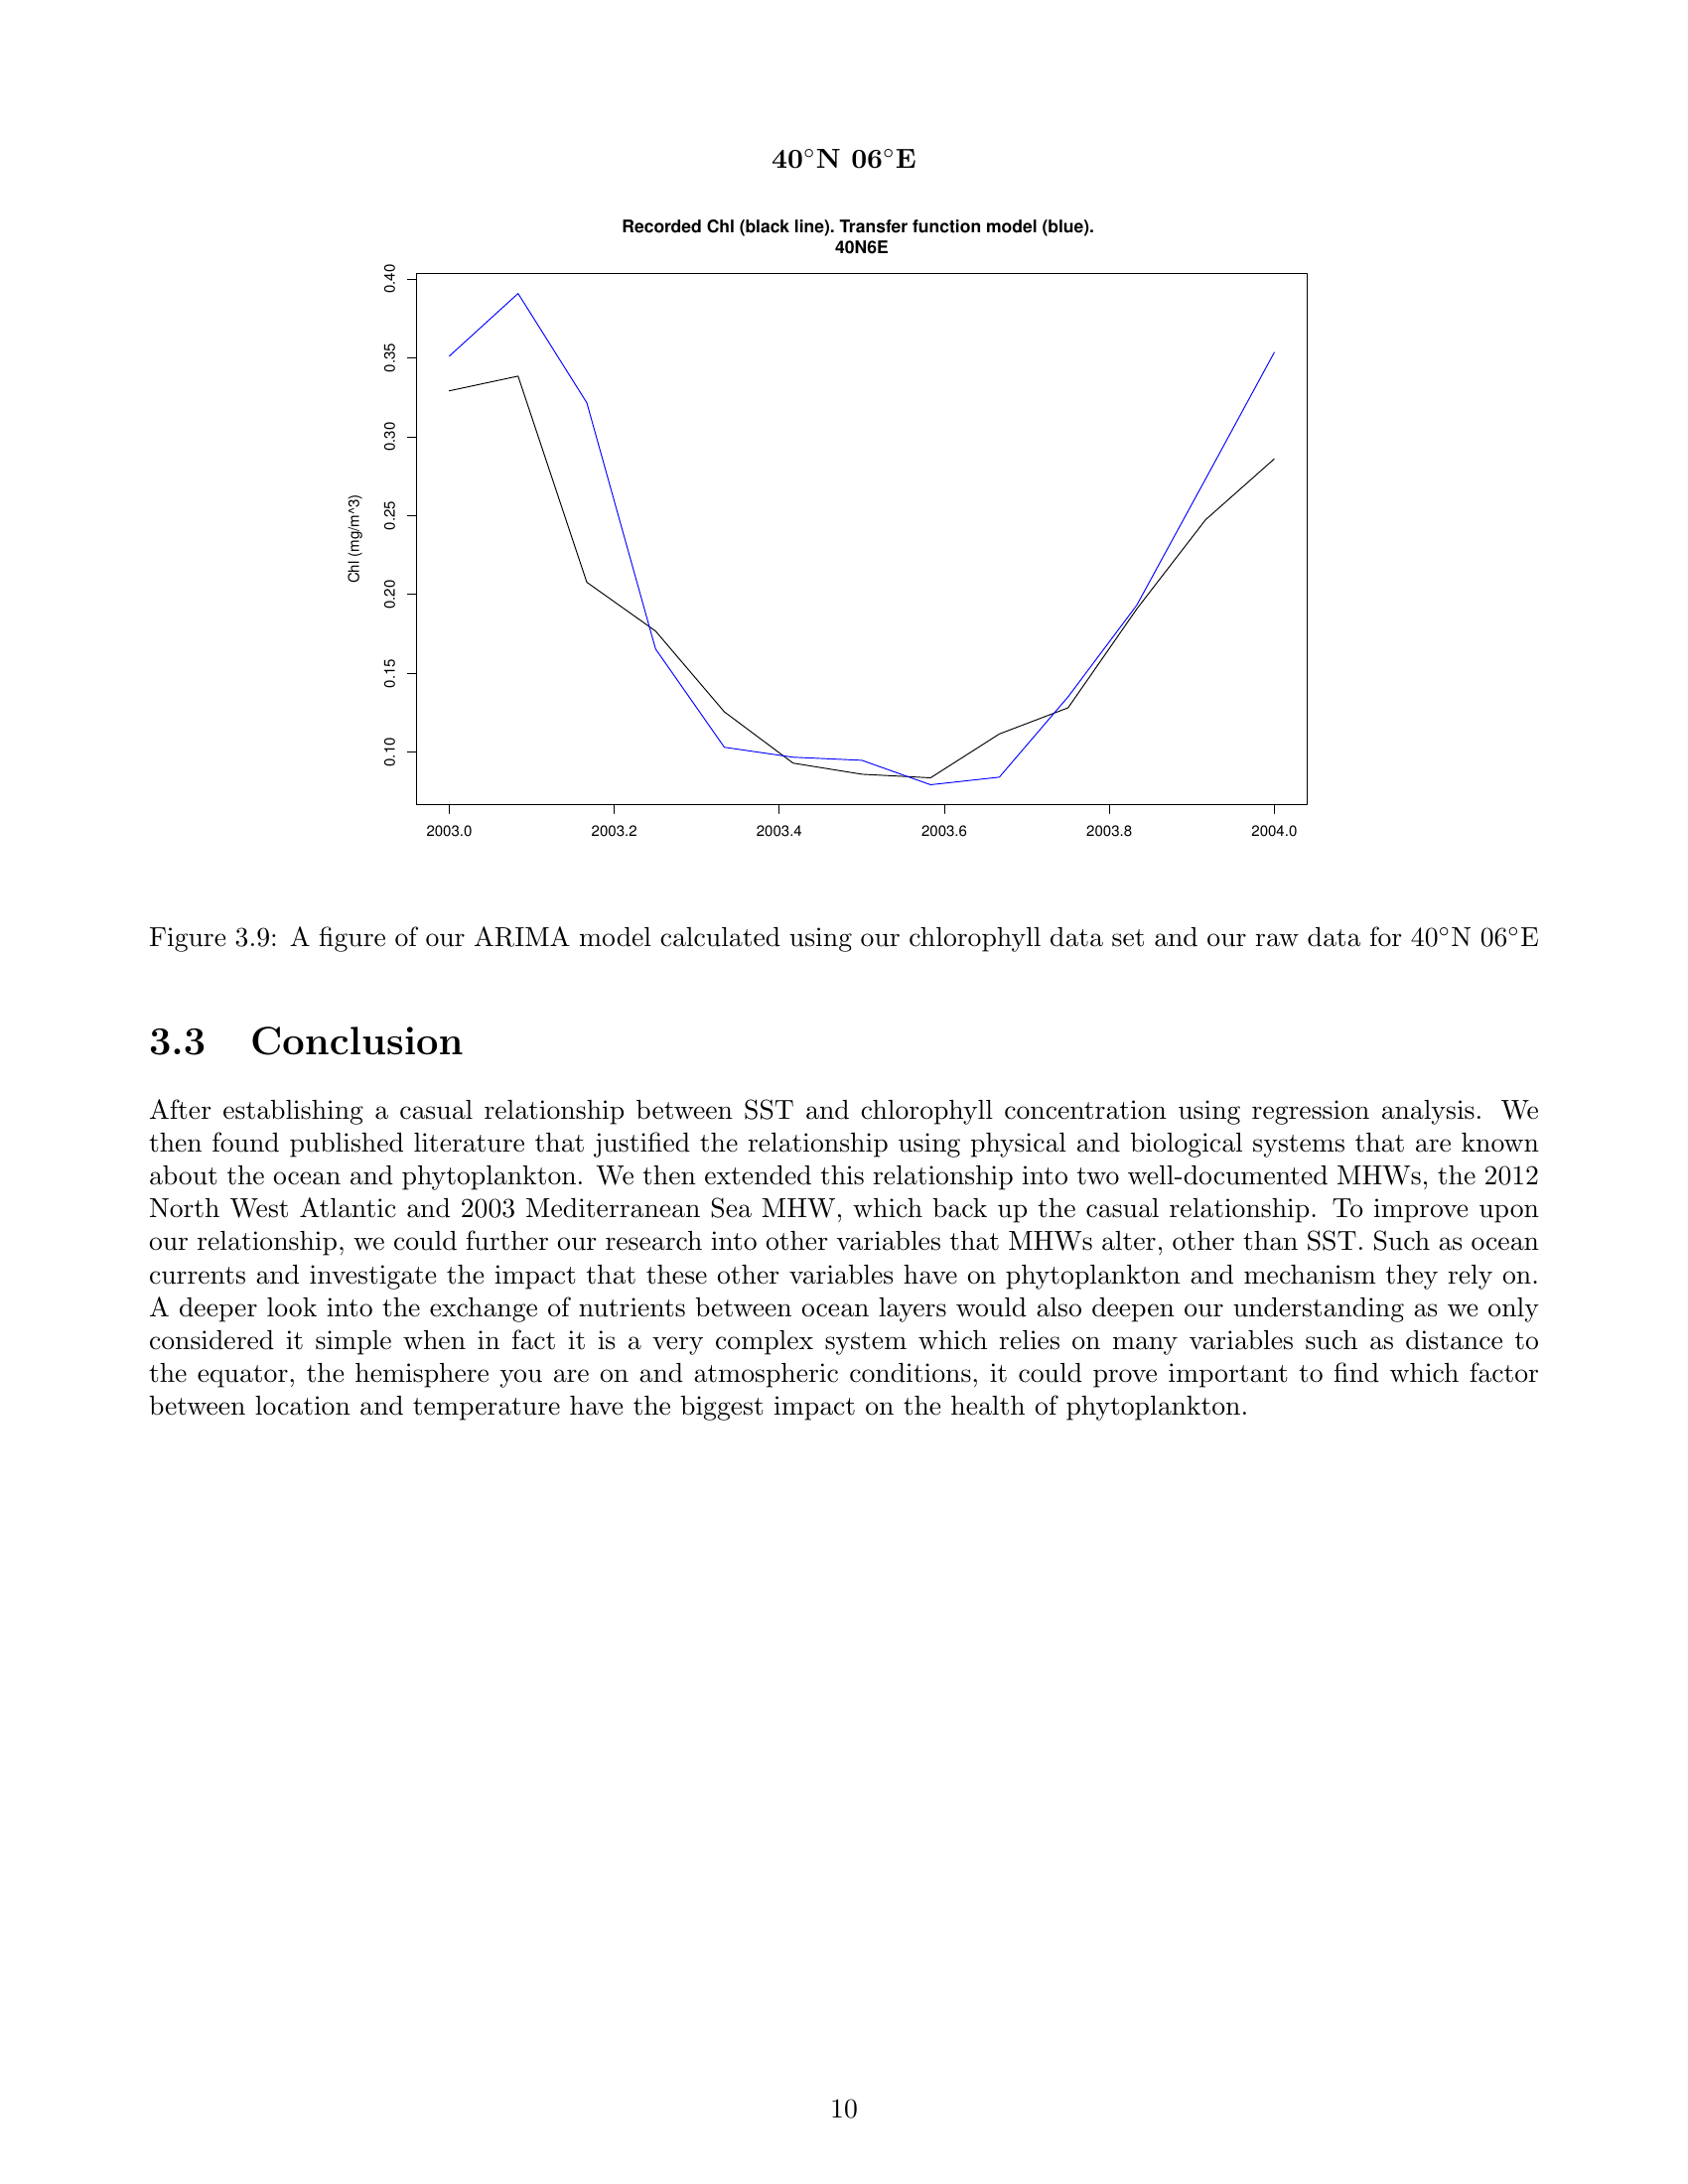 40°N 06°E
Recorded Chl (black line). Transfer function model (blue).
40N6E
Chl (mg/m^3)
0.40
0.35
0.30
0.25
0.20
0.15
0.10
2003.0 2003.2 2003.4 2003.6 2003.8 2004.0
Figure 3.9: A figure of our ARIMA model calculated using our chlorophyll data set and our raw data for 40°N 06°E
3.3 Conclusion
After establishing a casual relationship between SST and chlorophyll concentration using regression analysis. We
then found published literature that justified the relationship using physical and biological systems that are known
about the ocean and phytoplankton. We then extended this relationship into two well-documented MHWs, the 2012
North West Atlantic and 2003 Mediterranean Sea MHW, which back up the casual relationship. To improve upon
our relationship, we could further our research into other variables that MHWs alter, other than SST. Such as ocean
currents and investigate the impact that these other variables have on phytoplankton and mechanism they rely on.
A deeper look into the exchange of nutrients between ocean layers would also deepen our understanding as we only
considered it simple when in fact it is a very complex system which relies on many variables such as distance to
the equator, the hemisphere you are on and atmospheric conditions, it could prove important to find which factor
between location and temperature have the biggest impact on the health of phytoplankton.
10